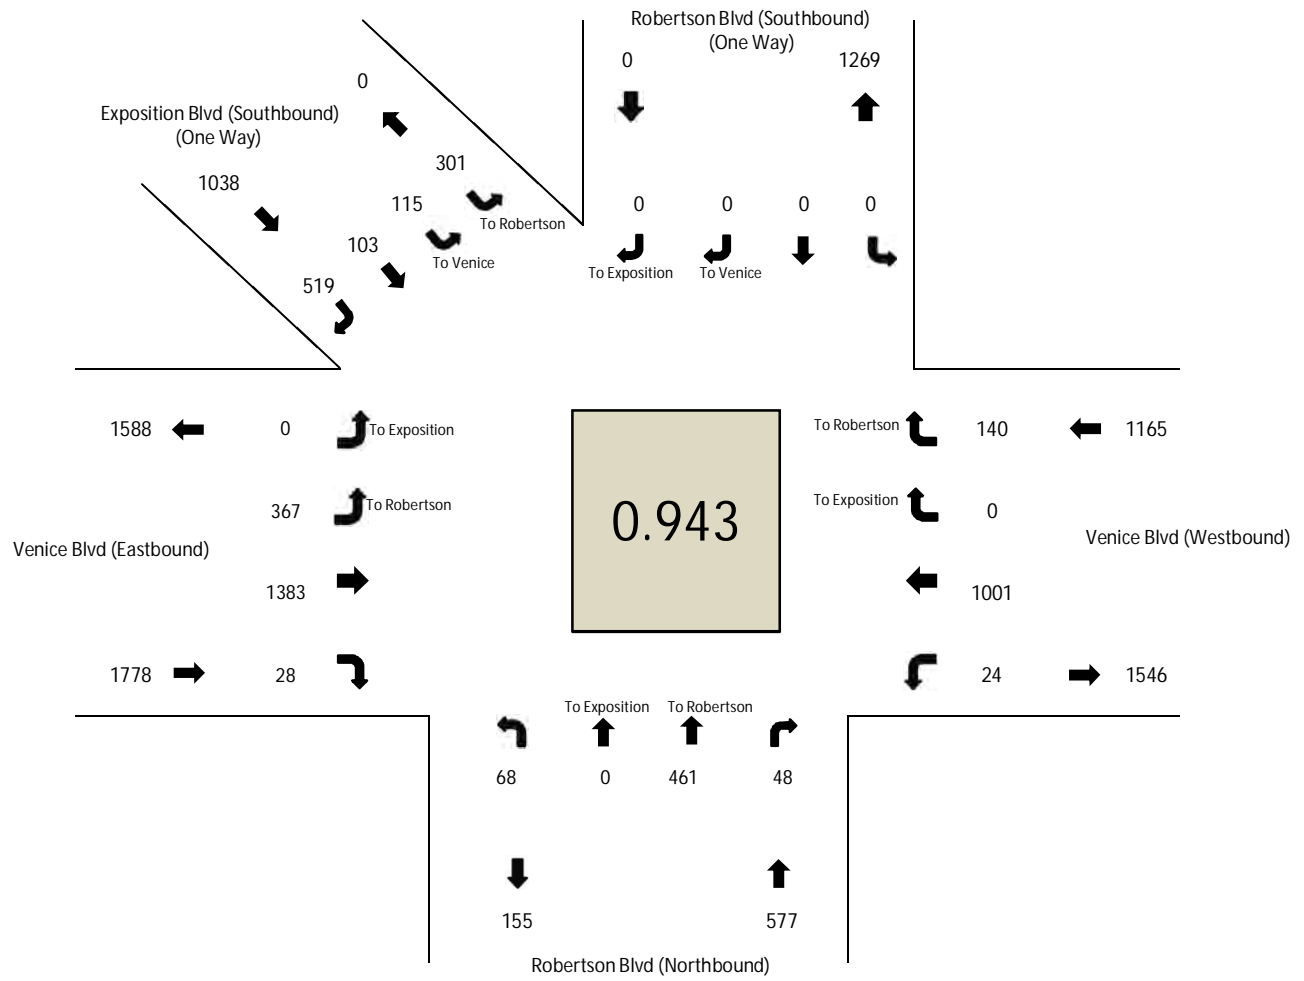 Robertson Blvd (Southbound)
(One Way)
0
1269
0
Exposition Blvd (Southbound)
(One Way)
1038
301
To Robertson
115
To Venice
103
519
0
0
0
0
To Exposition
To Venice
1588
0
To Exposition
367
To Robertson
Venice Blvd (Eastbound)
1383
1778
28
0.943
To Robertson
140
1165
To Exposition
0
Venice Blvd (Westbound)
1001
24
1546
To Exposition
To Robertson
68
0
461
48
155
577
Robertson Blvd (Northbound)